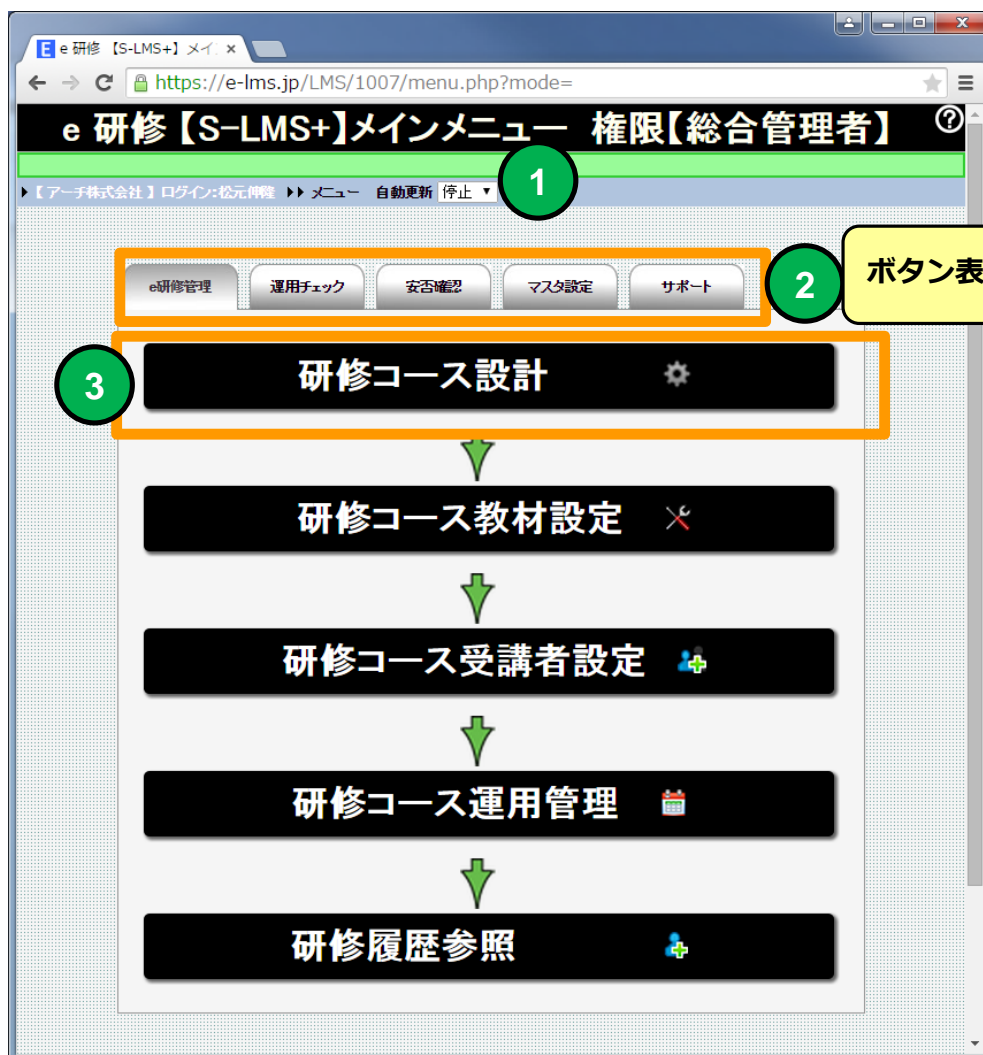 e 研修 【S-LMS+】 メイ
https://e-lms.jp/LMS/1007/menu.php?mode=
e 研修【S-LMS+】メインメニュー 権限【総合管理者】
【 アーチ株式会社 】 ログイン:松元伸隆 メニュー 自動更新 停止
1
e研修管理 運用チェック 安否確認 マスタ設定 サポート
2
ボタン表
3
研修コース設計
研修コース教材設定
研修コース受講者設定
研修コース運用管理
研修履歴参照